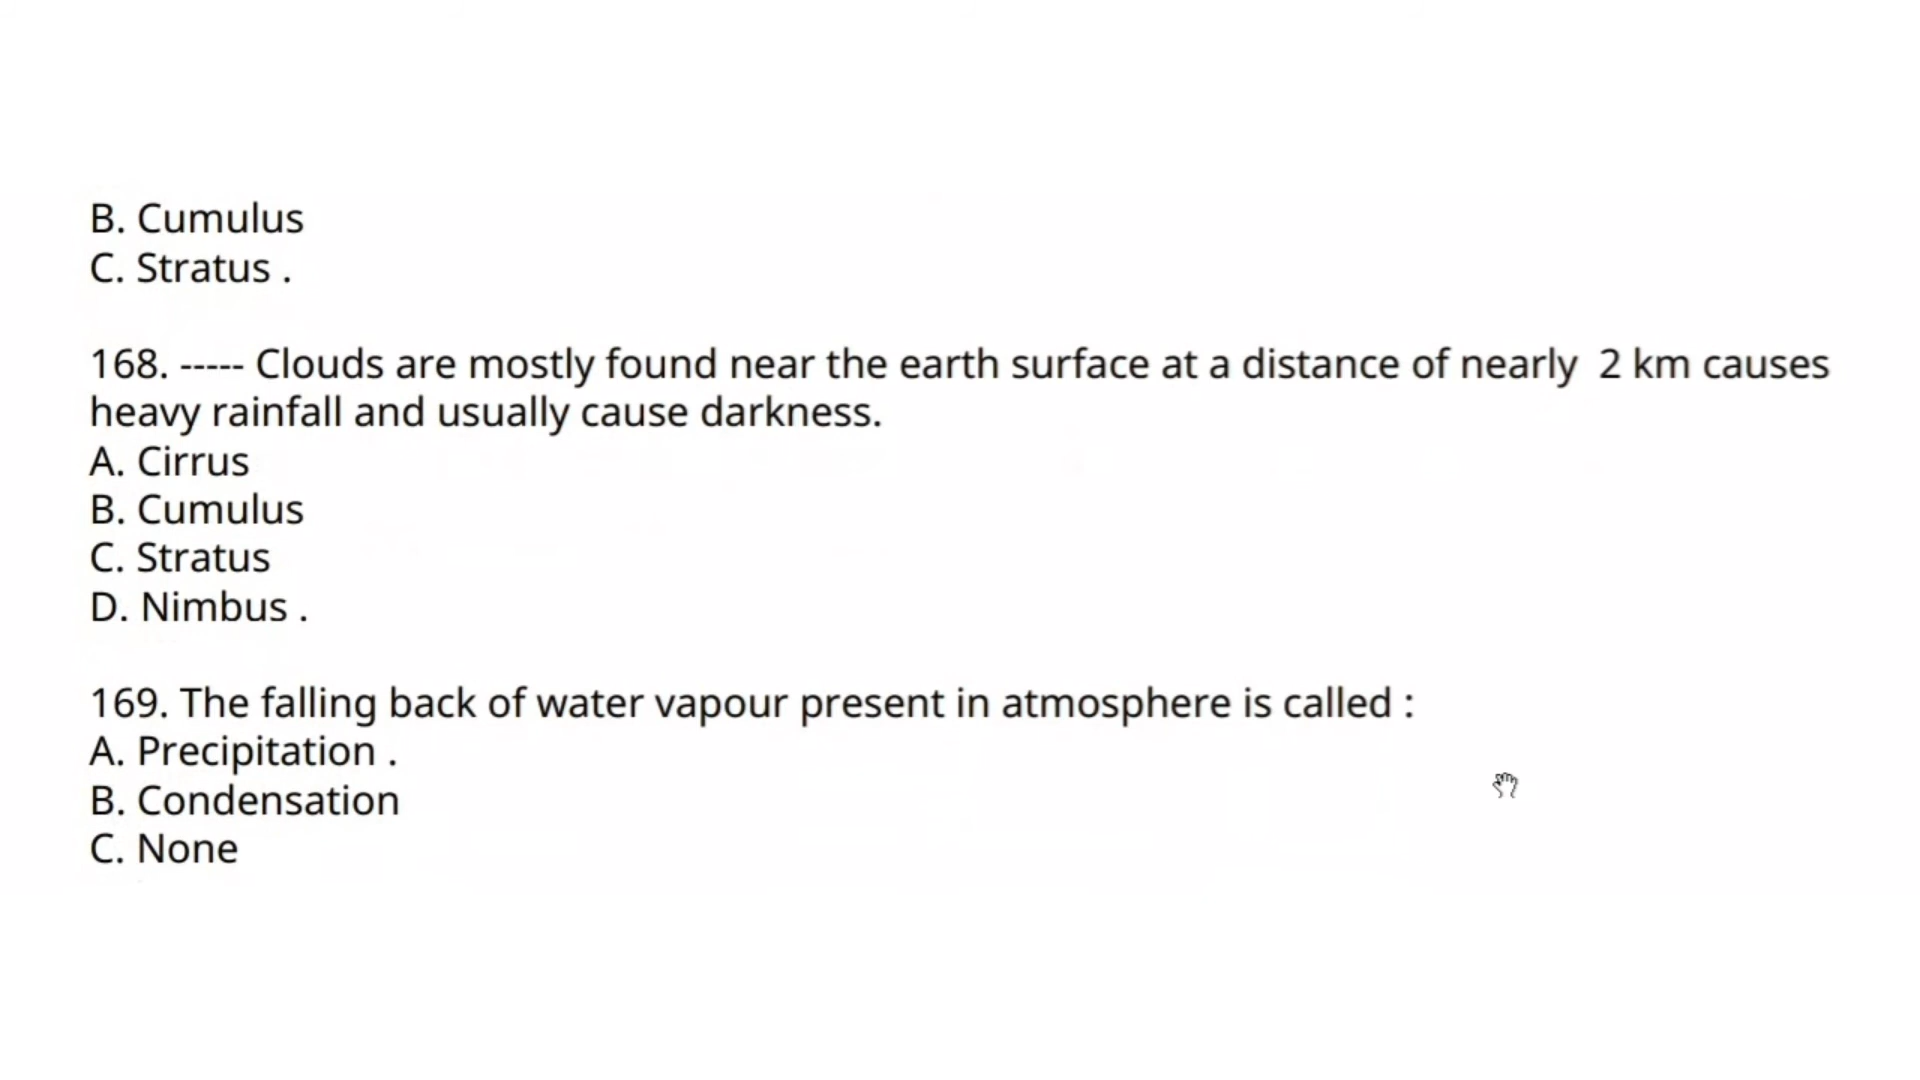 B. Cumulus
C. Stratus .
168. ----- Clouds are mostly found near the earth surface at a distance of nearly  2 km causes
heavy rainfall and usually cause darkness.
A. Cirrus
B. Cumulus
C. Stratus
D. Nimbus .
169. The falling back of water vapour present in atmosphere is called :
A. Precipitation .
B. Condensation
C. None